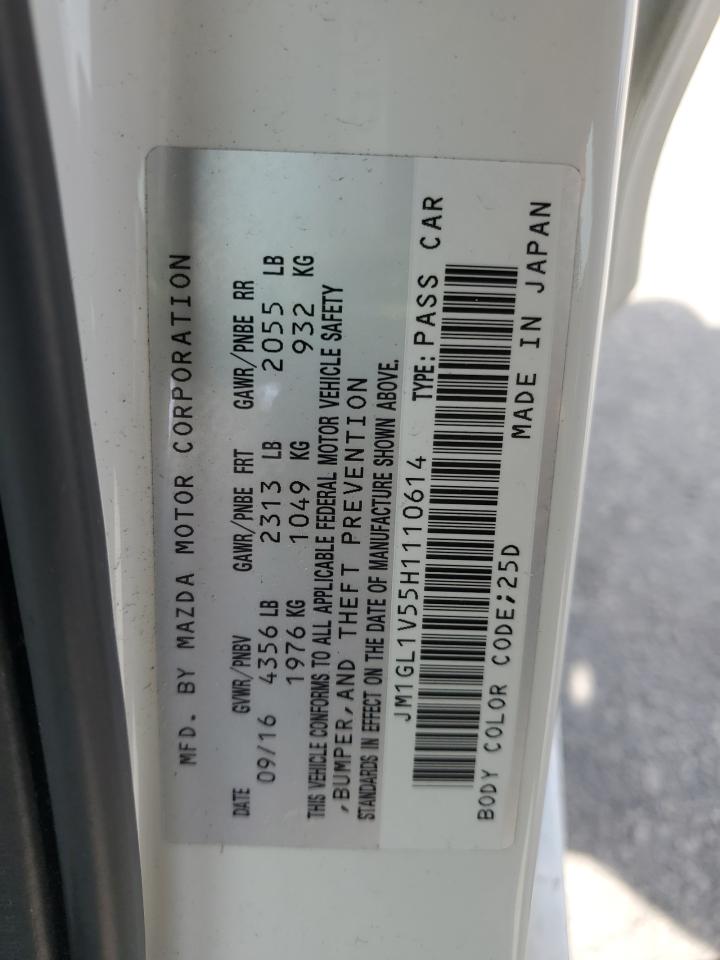 MFD. BY MAZDA MOTOR CORPORATION
DATE GVWR/PNBV GAWR/PNBE FRT GAWR/PNBE RR
09/16 4356 LB 2313 LB 2055 LB
1976 KG 1049 KG 932 KG
THIS VEHICLE CONFORMS TO ALL APPLICABLE FEDERAL MOTOR VEHICLE SAFETY
,BUMPER,AND THEFT PREVENTION
STANDARDS IN EFFECT ON THE DATE OF MANUFACTURE SHOWN ABOVE.
JM1GL1V55H1110614 TYPE:PASS CAR
BODY COLOR CODE;25D MADE IN JAPAN